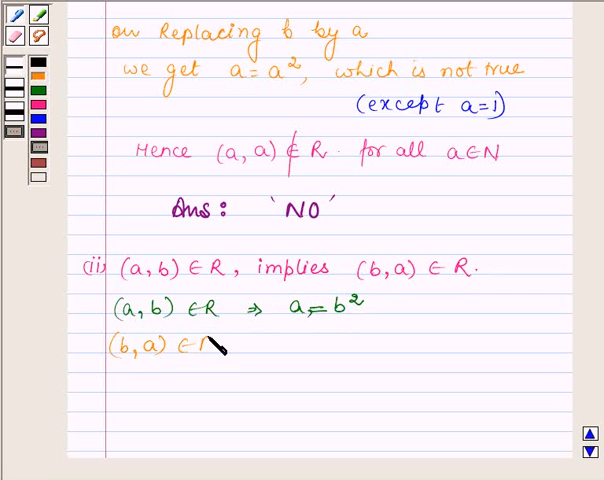 On Replacing b by a
we get a = a², which is not true
(except a=1)
Hence (a, a) ∉ R. for all a∈N
Ans: 'NO'
(ii) (a, b) ∈ R, implies (b, a) ∈ R.
(a, b) ∈R ⇒ a = b²
(b, a) ∈